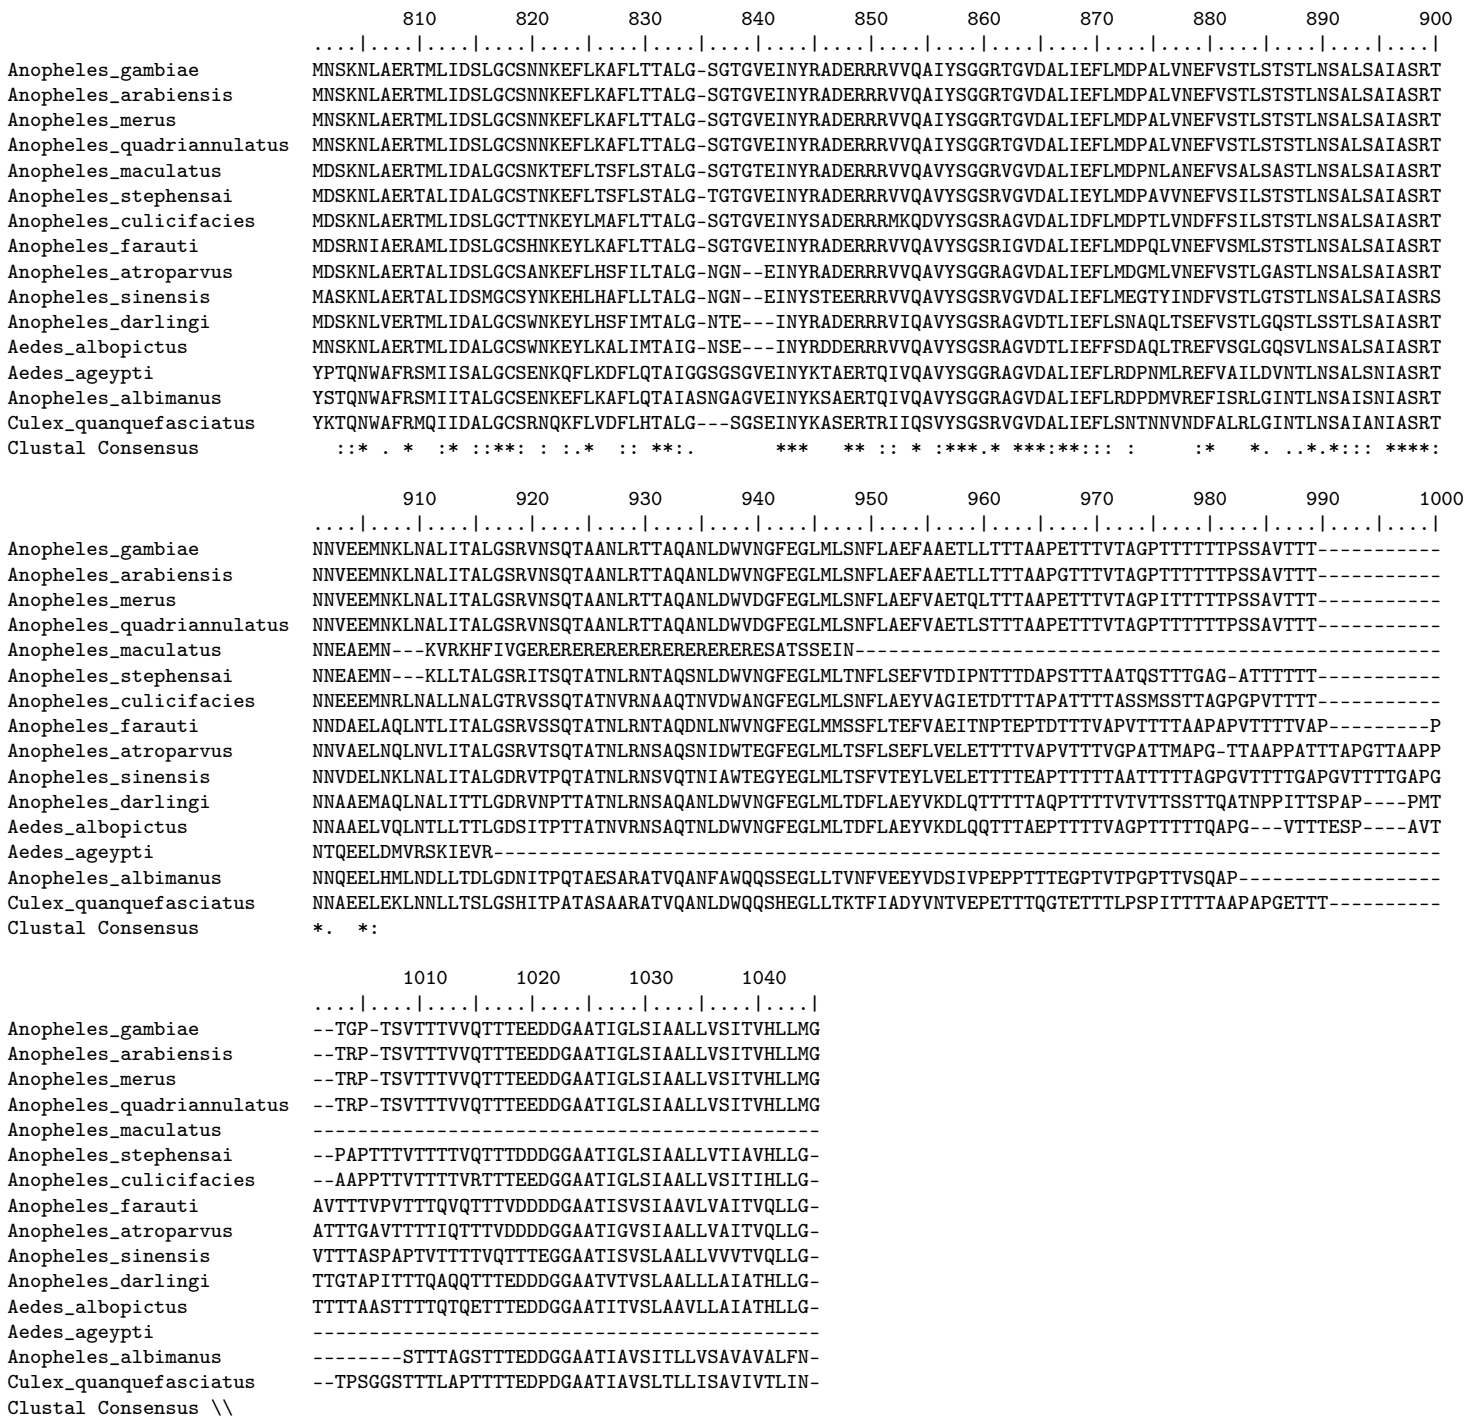 810 820 830 840 850 860 870 880 890 900
....|....|....|....|....|....|....|....|....|....|....|....|....|....|....|....|....|....|....|....|
Anopheles_gambiae MNSKNLAERTMLIDSLGCSNNKEFLKAFLTTALG-SGTGVEINYRADERRRVVQAIYSGGRTGVDALIEFLMDPALVNEFVSTLSTSTLNSALSAIASRT
Anopheles_arabiensis MNSKNLAERTMLIDSLGCSNNKEFLKAFLTTALG-SGTGVEINYRADERRRVVQAIYSGGRTGVDALIEFLMDPALVNEFVSTLSTSTLNSALSAIASRT
Anopheles_merus MNSKNLAERTMLIDSLGCSNNKEFLKAFLTTALG-SGTGVEINYRADERRRVVQAIYSGGRTGVDALIEFLMDPALVNEFVSTLSTSTLNSALSAIASRT
Anopheles_quadriannulatus MNSKNLAERTMLIDSLGCSNNKEFLKAFLTTALG-SGTGVEINYRADERRRVVQAIYSGGRTGVDALIEFLMDPALVNEFVSTLSTSTLNSALSAIASRT
Anopheles_maculatus MDSKNLAERTMLIDALGCSNKTEFLTSFLSTALG-SGTGTEINYRADERRRVVQAVYSGGRVGVDALIEFLMDPNLANEFVSALSASTLNSALSAIASRT
Anopheles_stephensai MDSKNLAERTALIDALGCSTNKEFLTSFLSTALG-TGTGVEINYRADERRRVVQAVYSGSRVGVDALIEYLMDPAVVNEFVSILSTSTLNSALSAIASRT
Anopheles_culicifacies MDSKNLAERTMLIDSLGCTTNKEYLMAFLTTALG-SGTGVEINYSADERRRMKQDVYSGSRAGVDALIDFLMDPTLVNDFFSILSTSTLNSALSAIASRT
Anopheles_farauti MDSRNIAERAMLIDSLGCSHNKEYLKAFLTTALG-SGTGVEINYRADERRRVVQAVYSGSRIGVDALIEFLMDPQLVNEFVSMLSTSTLNSALSAIASRT
Anopheles_atroparvus MDSKNLAERTALIDSLGCSANKEFLHSFILTALG-NGN--EINYRADERRRVVQAVYSGGRAGVDALIEFLMDGMLVNEFVSTLGASTLNSALSAIASRT
Anopheles_sinensis MASKNLAERTALIDSMGCSYNKEHLHAFLLTALG-NGN--EINYSTEERRRVVQAVYSGSRVGVDALIEFLMEGTYINDFVSTLGTSTLNSALSAIASRS
Anopheles_darlingi MDSKNLVERTMLIDALGCSWNKEYLHSFIMTALG-NTE---INYRADERRRVIQAVYSGSRAGVDTLIEFLSNAQLTSEFVSTLGQSTLSSTLSAIASRT
Aedes_albopictus MNSKNLAERTMLIDALGCSWNKEYLKALIMTAIG-NSE---INYRDDERRRVVQAVYSGSRAGVDTLIEFFSDAQLTREFVSGLGQSVLNSALSAIASRT
Aedes_ageypti YPTQNWAFRSMIISALGCSENKQFLKDFLQTAIGGSGSGVEINYKTAERTQIVQAVYSGGRAGVDALIEFLRDPNMLREFVAILDVNTLNSALSNIASRT
Anopheles_albimanus YSTQNWAFRSMIITALGCSENKEFLKAFLQTAIASNGAGVEINYKSAERTQIVQAVYSGGRAGVDALIEFLRDPDMVREFISRLGINTLNSAISNIASRT
Culex_quanquefasciatus YKTQNWAFRMQIIDALGCSRNQKFLVDFLHTALG---SGSEINYKASERTRIIQSVYSGSRVGVDALIEFLSNTNNVNDFALRLGINTLNSAIANIASRT
Clustal Consensus ::* . * :* ::**: : :.* :: **:. *** ** :: * :***.* ***:**::: : :* *. ..*.*::: ****:
910 920 930 940 950 960 970 980 990 1000
....|....|....|....|....|....|....|....|....|....|....|....|....|....|....|....|....|....|....|....|
Anopheles_gambiae NNVEEMNKLNALITALGSRVNSQTAANLRTTAQANLDWVNGFEGLMLSNFLAEFAAETLLTTTAAPETTTVTAGPTTTTTTPSSAVTTT-----------
Anopheles_arabiensis NNVEEMNKLNALITALGSRVNSQTAANLRTTAQANLDWVNGFEGLMLSNFLAEFAAETLLTTTAAPGTTTVTAGPTTTTTTPSSAVTTT-----------
Anopheles_merus NNVEEMNKLNALITALGSRVNSQTAANLRTTAQANLDWVDGFEGLMLSNFLAEFVAETQLTTTAAPETTTVTAGPITTTTTPSSAVTTT-----------
Anopheles_quadriannulatus NNVEEMNKLNALITALGSRVNSQTAANLRTTAQANLDWVDGFEGLMLSNFLAEFVAETLSTTTAAPETTTVTAGPTTTTTTPSSAVTTT-----------
Anopheles_maculatus NNEAEMN---KVRKHFIVGERERERERERERERERERERESATSSEIN----------------------------------------------------
Anopheles_stephensai NNEAEMN---KLLTALGSRITSQTATNLRNTAQSNLDWVNGFEGLMLTNFLSEFVTDIPNTTTDAPSTTTAATQSTTTGAG-ATTTTTT-----------
Anopheles_culicifacies NNEEEMNRLNALLNALGTRVSSQTATNVRNAAQTNVDWANGFEGLMLSNFLAEYVAGIETDTTTAPATTTTASSMSSTTAGPGPVTTTT-----------
Anopheles_farauti NNDAELAQLNTLITALGSRVSSQTATNLRNTAQDNLNWVNGFEGLMMSSFLTEFVAEITNPTEPTDTTTVAPVTTTTAAPAPVTTTTVAP---------P
Anopheles_atroparvus NNVAELNQLNVLITALGSRVTSQTATNLRNSAQSNIDWTEGFEGLMLTSFLSEFLVELETTTTVAPVTTTVGPATTMAPG-TTAAPPATTTAPGTTAAPP
Anopheles_sinensis NNVDELNKLNALITALGDRVTPQTATNLRNSVQTNIAWTEGYEGLMLTSFVTEYLVELETTTTEAPTTTTTAATTTTTAGPGVTTTTGAPGVTTTTGAPG
Anopheles_darlingi NNAAEMAQLNALITTLGDRVNPTTATNLRNSAQANLDWVNGFEGLMLTDFLAEYVKDLQTTTTTAQPTTTTVTVTTSSTTQATNPPITTSPAP----PMT
Aedes_albopictus NNAAELVQLNTLLTTLGDSITPTTATNVRNSAQTNLDWVNGFEGLMLTDFLAEYVKDLQQTTTAEPTTTTVAGPTTTTTQAPG---VTTTESP----AVT
Aedes_ageypti NTQEELDMVRSKIEVR------------------------------------------------------------------------------------
Anopheles_albimanus NNQEELHMLNDLLTDLGDNITPQTAESARATVQANFAWQQSSEGLLTVNFVEEYVDSIVPEPPTTTEGPTVTPGPTTVSQAP------------------
Culex_quanquefasciatus NNAEELEKLNNLLTSLGSHITPATASAARATVQANLDWQQSHEGLLTKTFIADYVNTVEPETTTQGTETTTLPSPITTTTAAPAPGETTT----------
Clustal Consensus *. *:
1010 1020 1030 1040
....|....|....|....|....|....|....|....|....|
Anopheles_gambiae --TGP-TSVTTTVVQTTTEEDDGAATIGLSIAALLVSITVHLLMG
Anopheles_arabiensis --TRP-TSVTTTVVQTTTEEDDGAATIGLSIAALLVSITVHLLMG
Anopheles_merus --TRP-TSVTTTVVQTTTEEDDGAATIGLSIAALLVSITVHLLMG
Anopheles_quadriannulatus --TRP-TSVTTTVVQTTTEEDDGAATIGLSIAALLVSITVHLLMG
Anopheles_maculatus ---------------------------------------------
Anopheles_stephensai --PAPTTTVTTTTVQTTTDDDGGAATIGLSIAALLVTIAVHLLG-
Anopheles_culicifacies --AAPPTTVTTTTVRTTTEEDGGAATIGLSIAALLVSITIHLLG-
Anopheles_farauti AVTTTVPVTTTQVQTTTVDDDDGAATISVSIAAVLVAITVQLLG-
Anopheles_atroparvus ATTTGAVTTTTIQTTTVDDDDGGAATIGVSIAALLVAITVQLLG-
Anopheles_sinensis VTTTASPAPTVTTTTVQTTTEGGAATISVSLAALLVVVTVQLLG-
Anopheles_darlingi TTGTAPITTTQAQQTTTEDDDGGAATVTVSLAALLLAIATHLLG-
Aedes_albopictus TTTTAASTTTTQTQETTTEDDGGAATITVSLAAVLLAIATHLLG-
Aedes_ageypti ---------------------------------------------
Anopheles_albimanus --------STTTAGSTTTEDDGGAATIAVSITLLVSAVAVALFN-
Culex_quanquefasciatus --TPSGGSTTTLAPTTTTEDPDGAATIAVSLTLLISAVIVTLIN-
Clustal Consensus \\